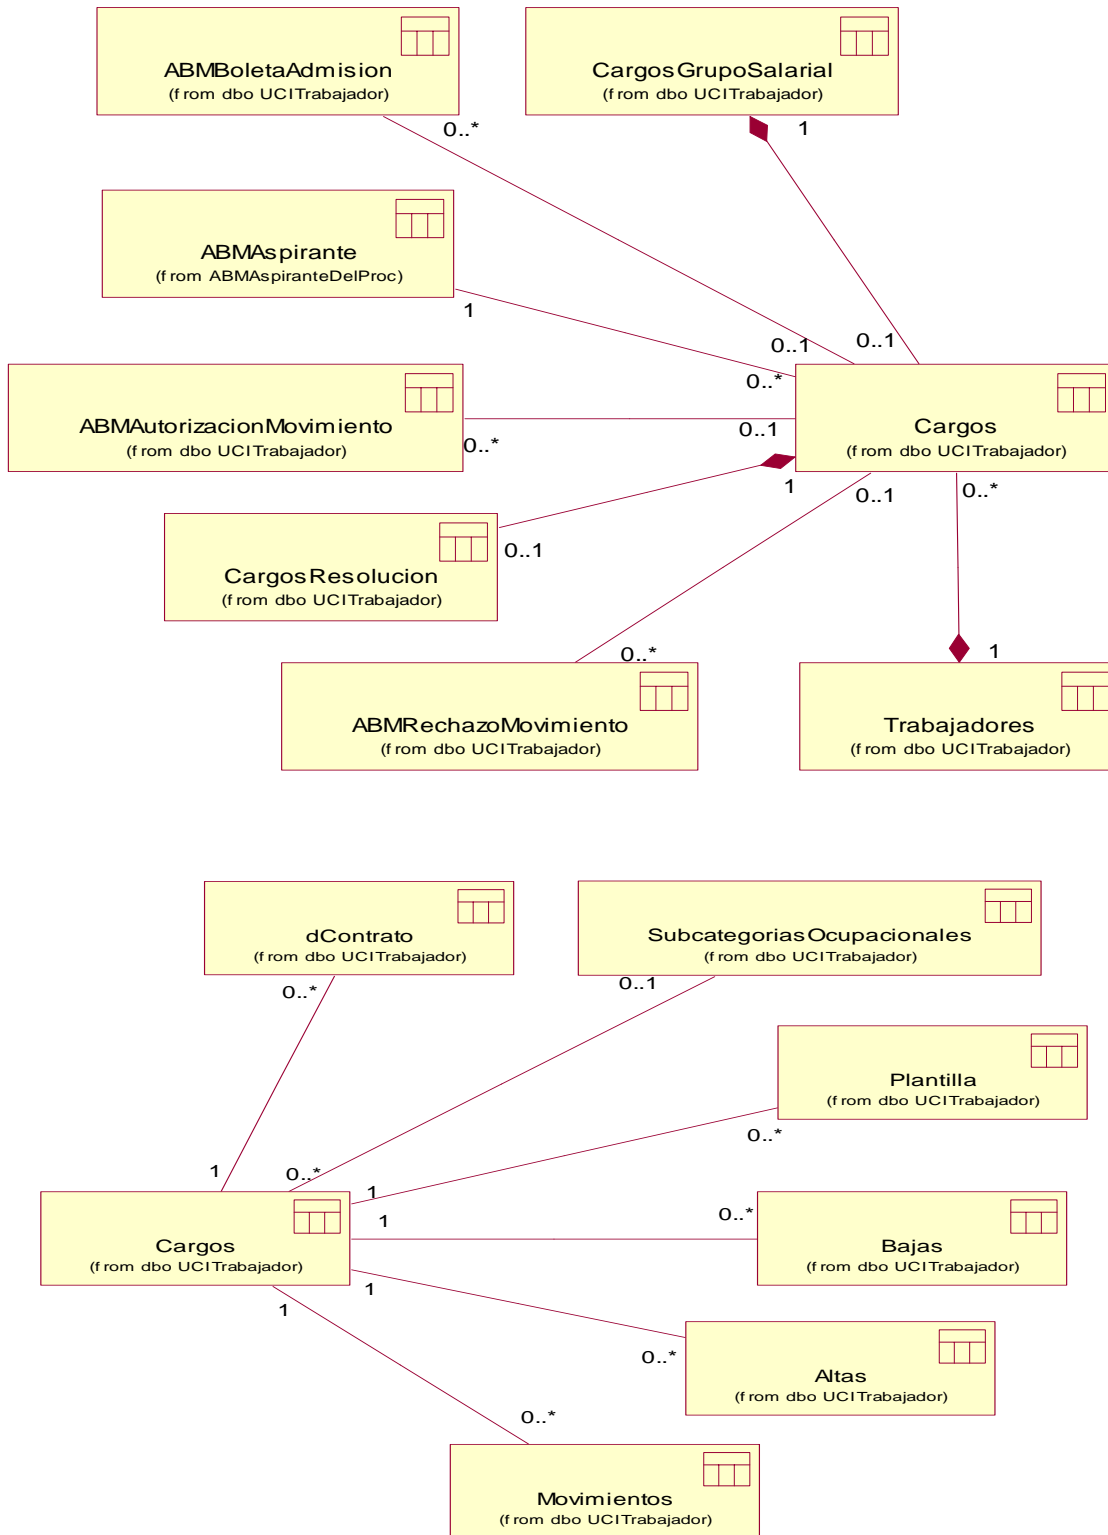 ABMBoletaAdmision
(from dbo UCITrabajador)
CargosGrupoSalarial
(from dbo UCITrabajador)
0..*
1
ABMAspirante
(from ABMAspiranteDelProc)
1
0..1
0..1
0..*
ABMAutorizacionMovimiento
(from dbo UCITrabajador)
0..*
0..1
Cargos
(from dbo UCITrabajador)
1
0..1
0..*
CargosResolucion
(from dbo UCITrabajador)
0..1
0..*
1
ABMRechazoMovimiento
(from dbo UCITrabajador)
Trabajadores
(from dbo UCITrabajador)
dContrato
(from dbo UCITrabajador)
SubcategoriasOcupacionales
(from dbo UCITrabajador)
0..*
0..1
Plantilla
(from dbo UCITrabajador)
0..*
1
0..*
1
Cargos
(from dbo UCITrabajador)
1
0..*
Bajas
(from dbo UCITrabajador)
1
1
0..*
Altas
(from dbo UCITrabajador)
0..*
Movimientos
(from dbo UCITrabajador)